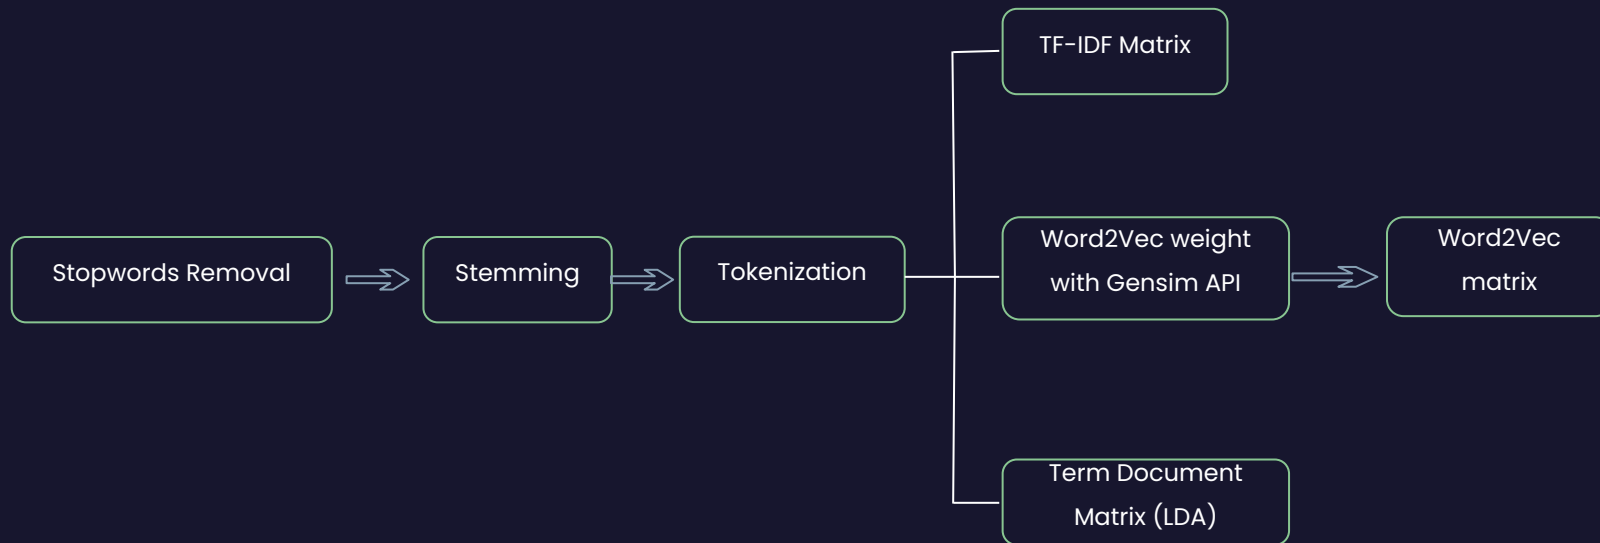 TF-IDF Matrix
Stopwords Removal
Stemming
Tokenization
Word2Vec weight
with Gensim API
Word2Vec
matrix
Term Document
Matrix (LDA)